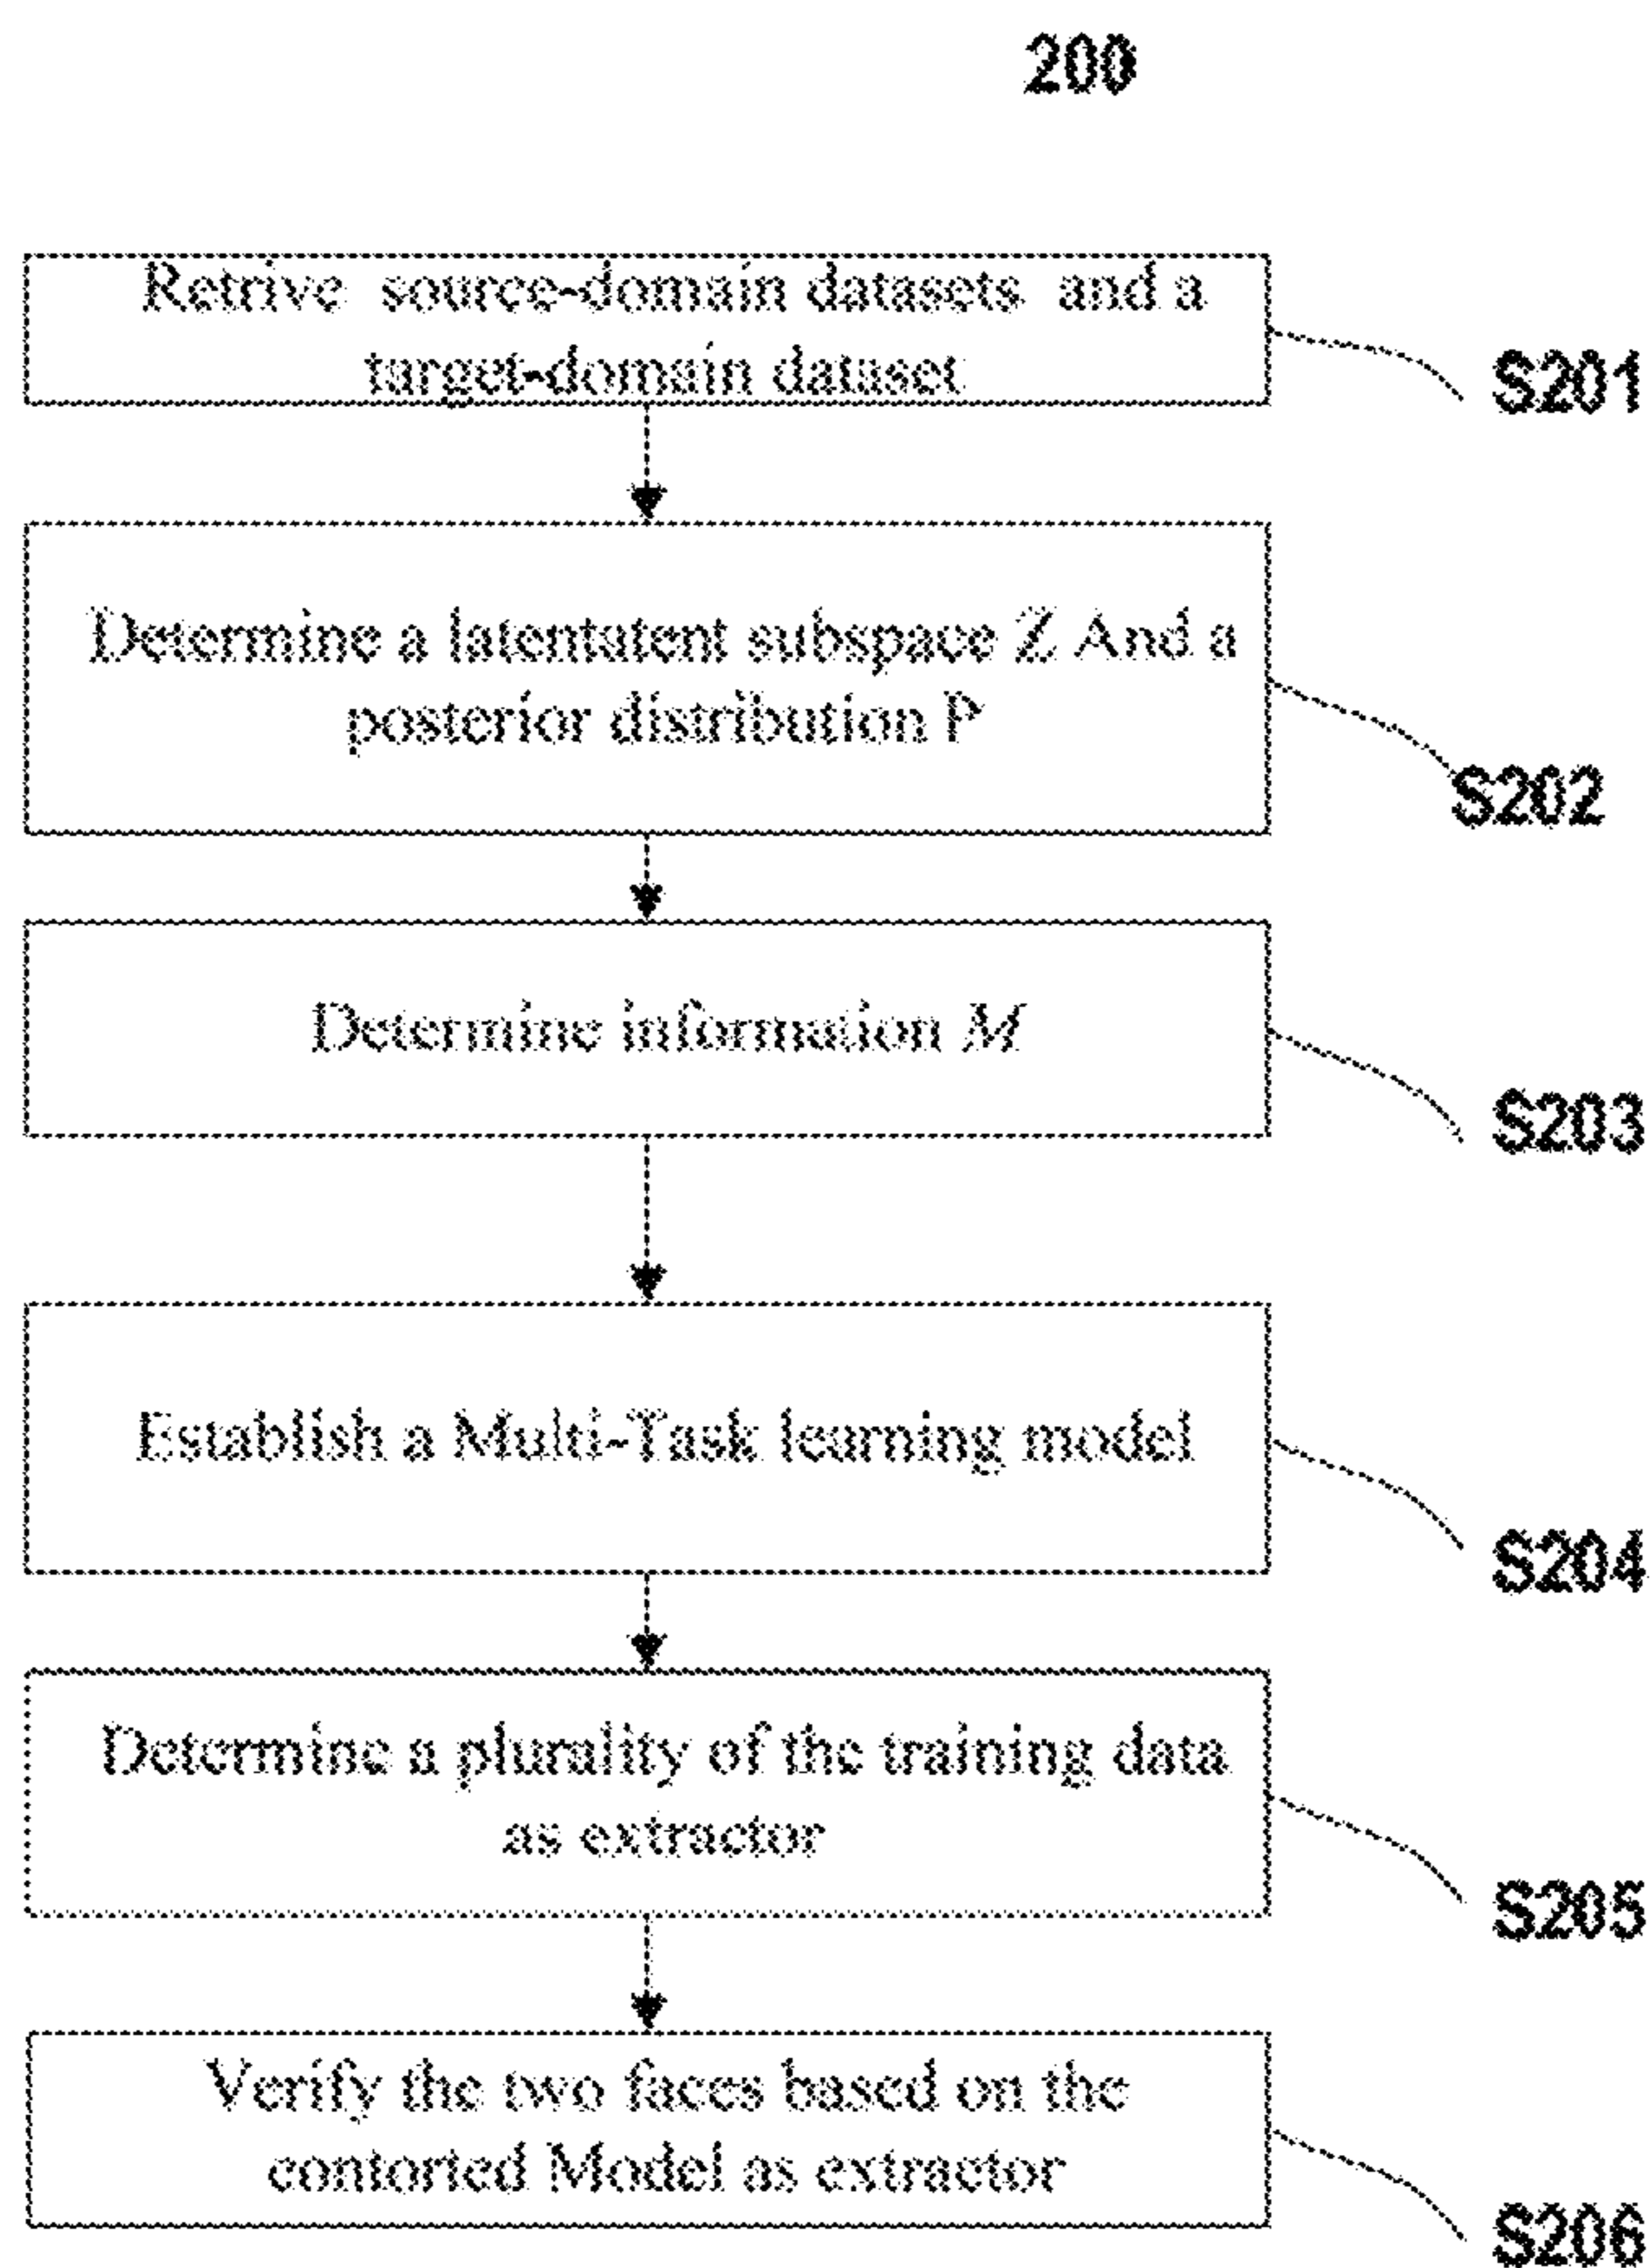 200
Retrive source-domain datasets and a
target-domain dataset
S201
Determine a latentatent subspace Z And a
posterior distribution P
S202
Determine information M
S203
Establish a Multi-Task learning model
S204
Determine a plurality of the training data
as extractor
S205
Verify the two faces based on the
contorted Model as extractor
S206